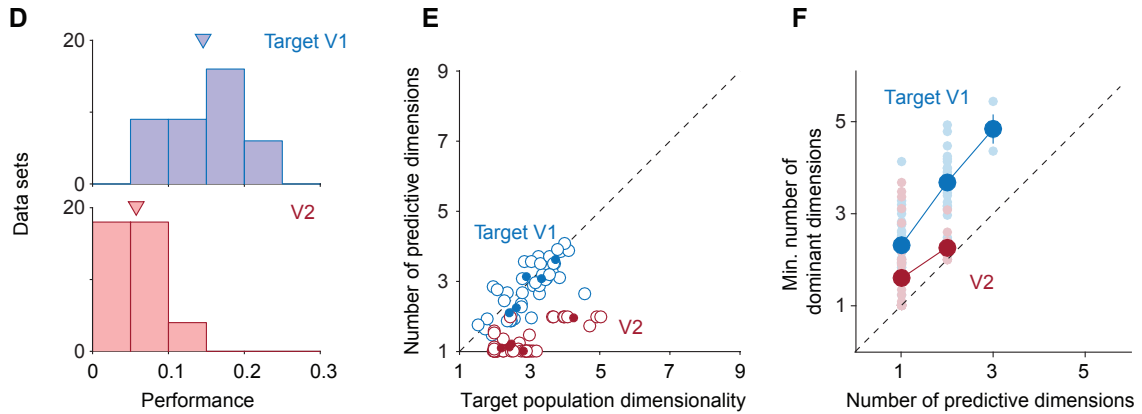 D
20
Target V1
0
20
V2
0
0 0.1 0.2 0.3
Data sets
Performance
E
9
7
5
3
1
Target V1
V2
1 3 5 7 9
Number of predictive dimensions
Target population dimensionality
F
5
3
1
Target V1
V2
1 3 5
Min. number of
dominant dimensions
Number of predictive dimensions